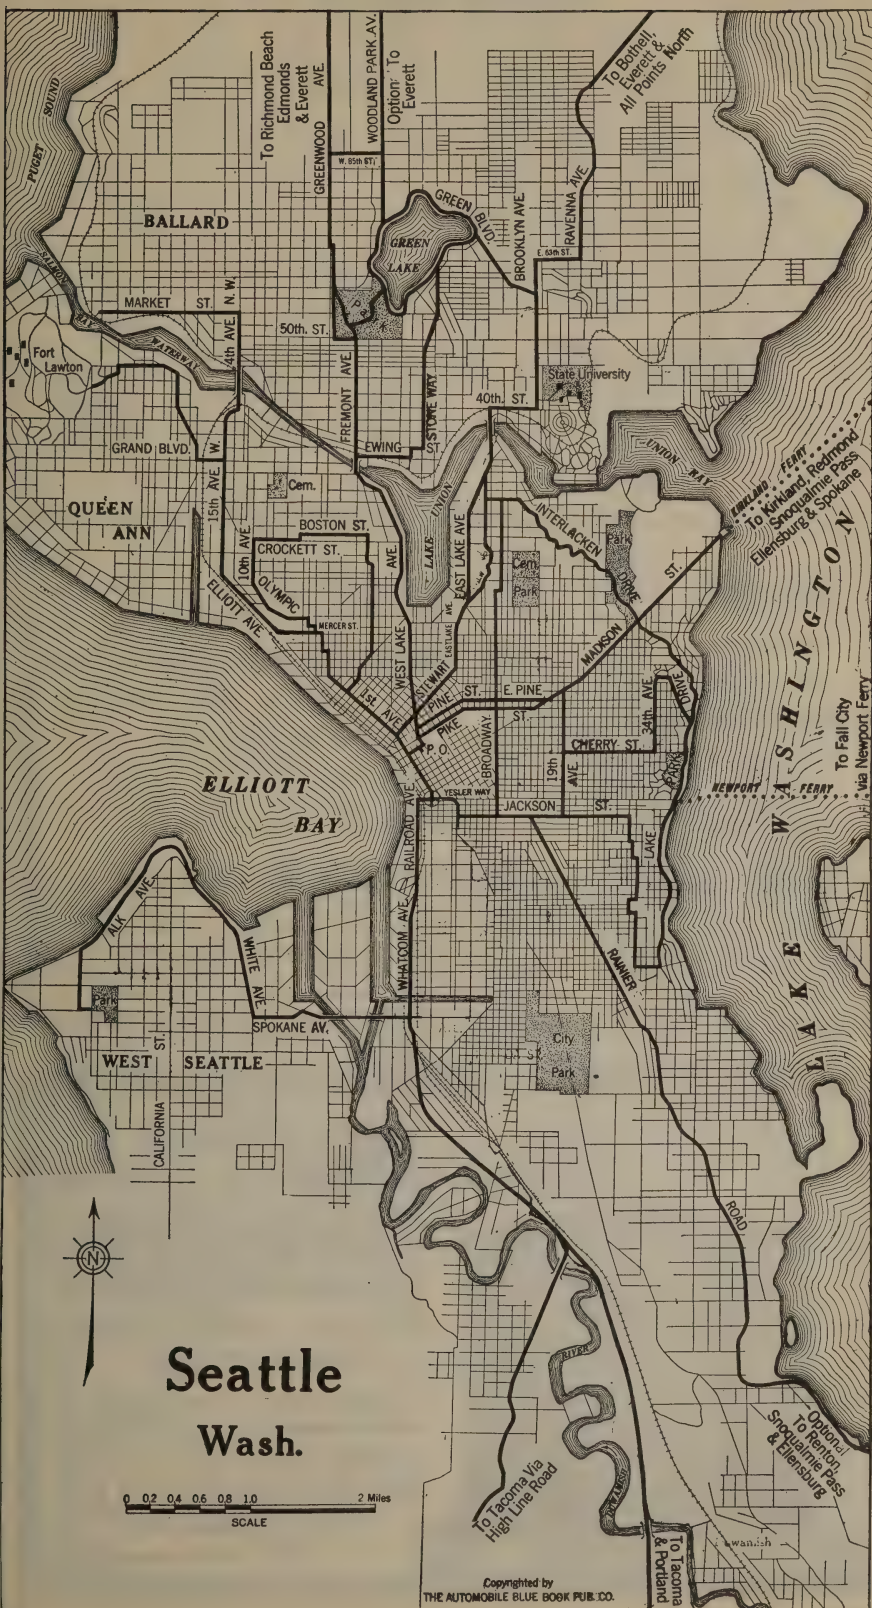 To Richmond Beach
Edmonds
& Everett
GREENWOOD AVE.
WOODLAND PARK AV.
Option: To
Everett
To Bothell,
Everett &
All Points North
PUGET SOUND
W. 85th ST.
BALLARD
GREEN BLVD.
GREEN
LAKE
BROOKLYN AVE.
RAVENNA AVE.
E. 63th ST.
SALMON
BAY
WATERWAY
MARKET ST.
N. W.
4th AVE.
50th. ST.
PARK
Fort
Lawton
FREMONT AVE.
STONE WAY
State University
40th. ST.
GRAND BLVD.
EWING ST.
15th AVE. W.
Cem.
UNION BAY
KIRKLAND FERRY
To Kirkland, Redmond
Snoqualmie Pass
Ellensburg & Spokane
QUEEN
ANN
LAKE UNION
INTERLACKEN
DRIVE
BOSTON ST.
CROCKETT ST.
10th AVE.
OLYMPIC
MERCER ST.
ELLIOTT AVE.
WEST LAKE AVE.
EAST LAKE AVE.
EASTLAKE AVE.
Cem.
Park
Park
MADISON ST.
STEWART
1st. AVE.
PINE ST.
E. PINE
PIKE ST.
P.O.
BROADWAY
34th AVE.
DRIVE
CHERRY ST.
19th AVE.
PARK
LAKE
YESLER WAY
JACKSON ST.
NEWPORT FERRY
To Fall City
via Newport Ferry
LAKE WASHINGTON
ELLIOTT
BAY
RAILROAD AVE.
WHATCOM AVE.
ALK AVE.
WHITE AVE.
Park
SPOKANE AV.
RAINIER
ROAD
City
Park
WEST SEATTLE
CALIFORNIA ST.
N
RIVER
DUWAMISH
Seattle
Wash.
0 0.2 0.4 0.6 0.8 1.0 2 Miles
SCALE
To Tacoma Via
High Line Road
Optional
To Renton,
Snoqualmie Pass
& Ellensburg
To Tacoma
& Portland
Copyrighted by
THE AUTOMOBILE BLUE BOOK PUB. CO.